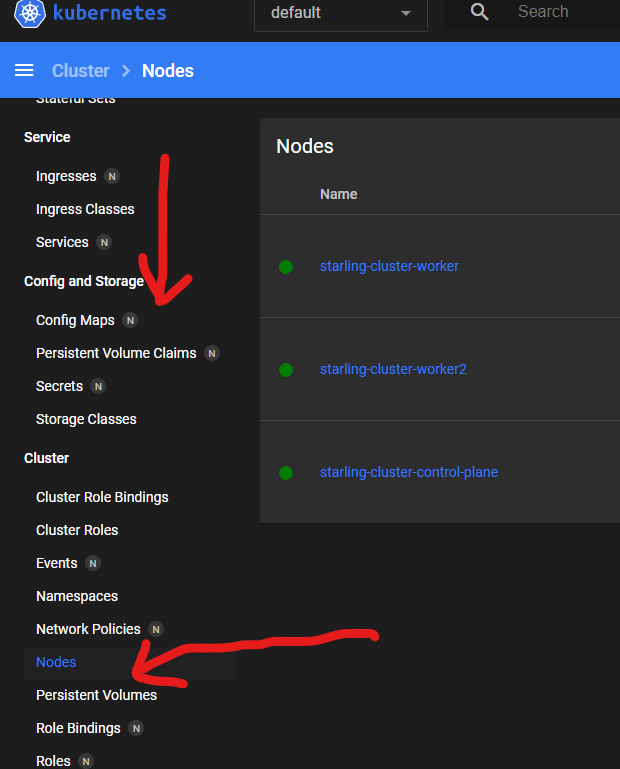 kubernetes
default
Search
Cluster > Nodes
Stateful Sets
Service
Ingresses N
Ingress Classes
Services N
Config and Storage
Config Maps N
Persistent Volume Claims N
Secrets N
Storage Classes
Cluster
Cluster Role Bindings
Cluster Roles
Events N
Namespaces
Network Policies N
Nodes
Persistent Volumes
Role Bindings N
Roles N
Nodes
Name
starling-cluster-worker
starling-cluster-worker2
starling-cluster-control-plane